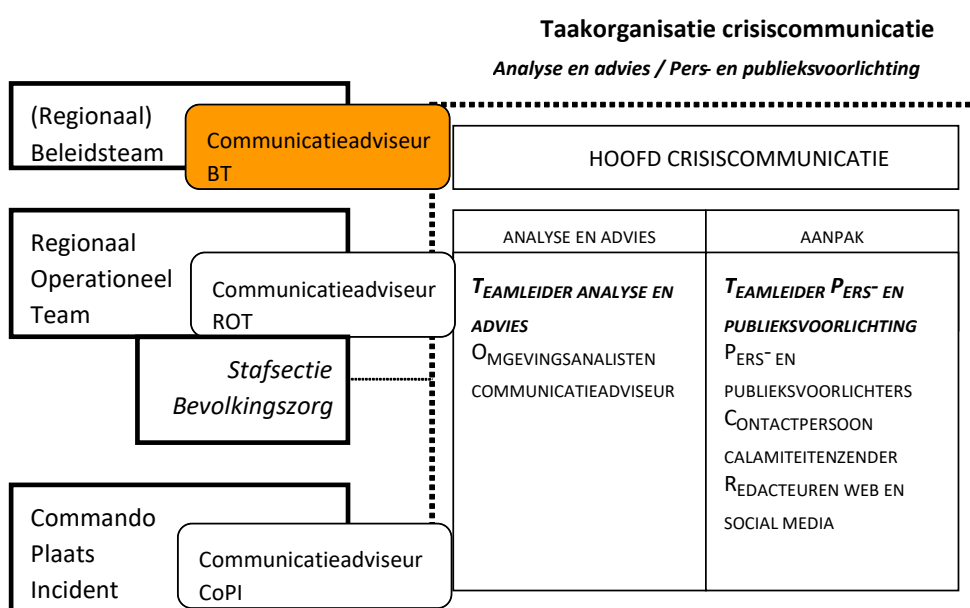 Taakorganisatie crisiscommunicatie
Analyse en advies / Pers- en publieksvoorlichting
(Regionaal)
Beleidsteam
Communicatieadviseur
BT
HOOFD CRISISCOMMUNICATIE
Regionaal
Operationeel
Team
Communicatieadviseur
ROT
Stafsectie
Bevolkingszorg
ANALYSE EN ADVIES
TEAMLEIDER ANALYSE EN
ADVIES
OMGEVINGSANALISTEN
COMMUNICATIEADVISEUR
AANPAK
TEAMLEIDER PERS- EN
PUBLIEKSVOORLICHTING
PERS- EN
PUBLIEKSVOORLICHTERS
CONTACTPERSOON
CALAMITEITENZENDER
REDACTEUREN WEB EN
SOCIAL MEDIA
Commando
Plaats
Incident
Communicatieadviseur
CoPI